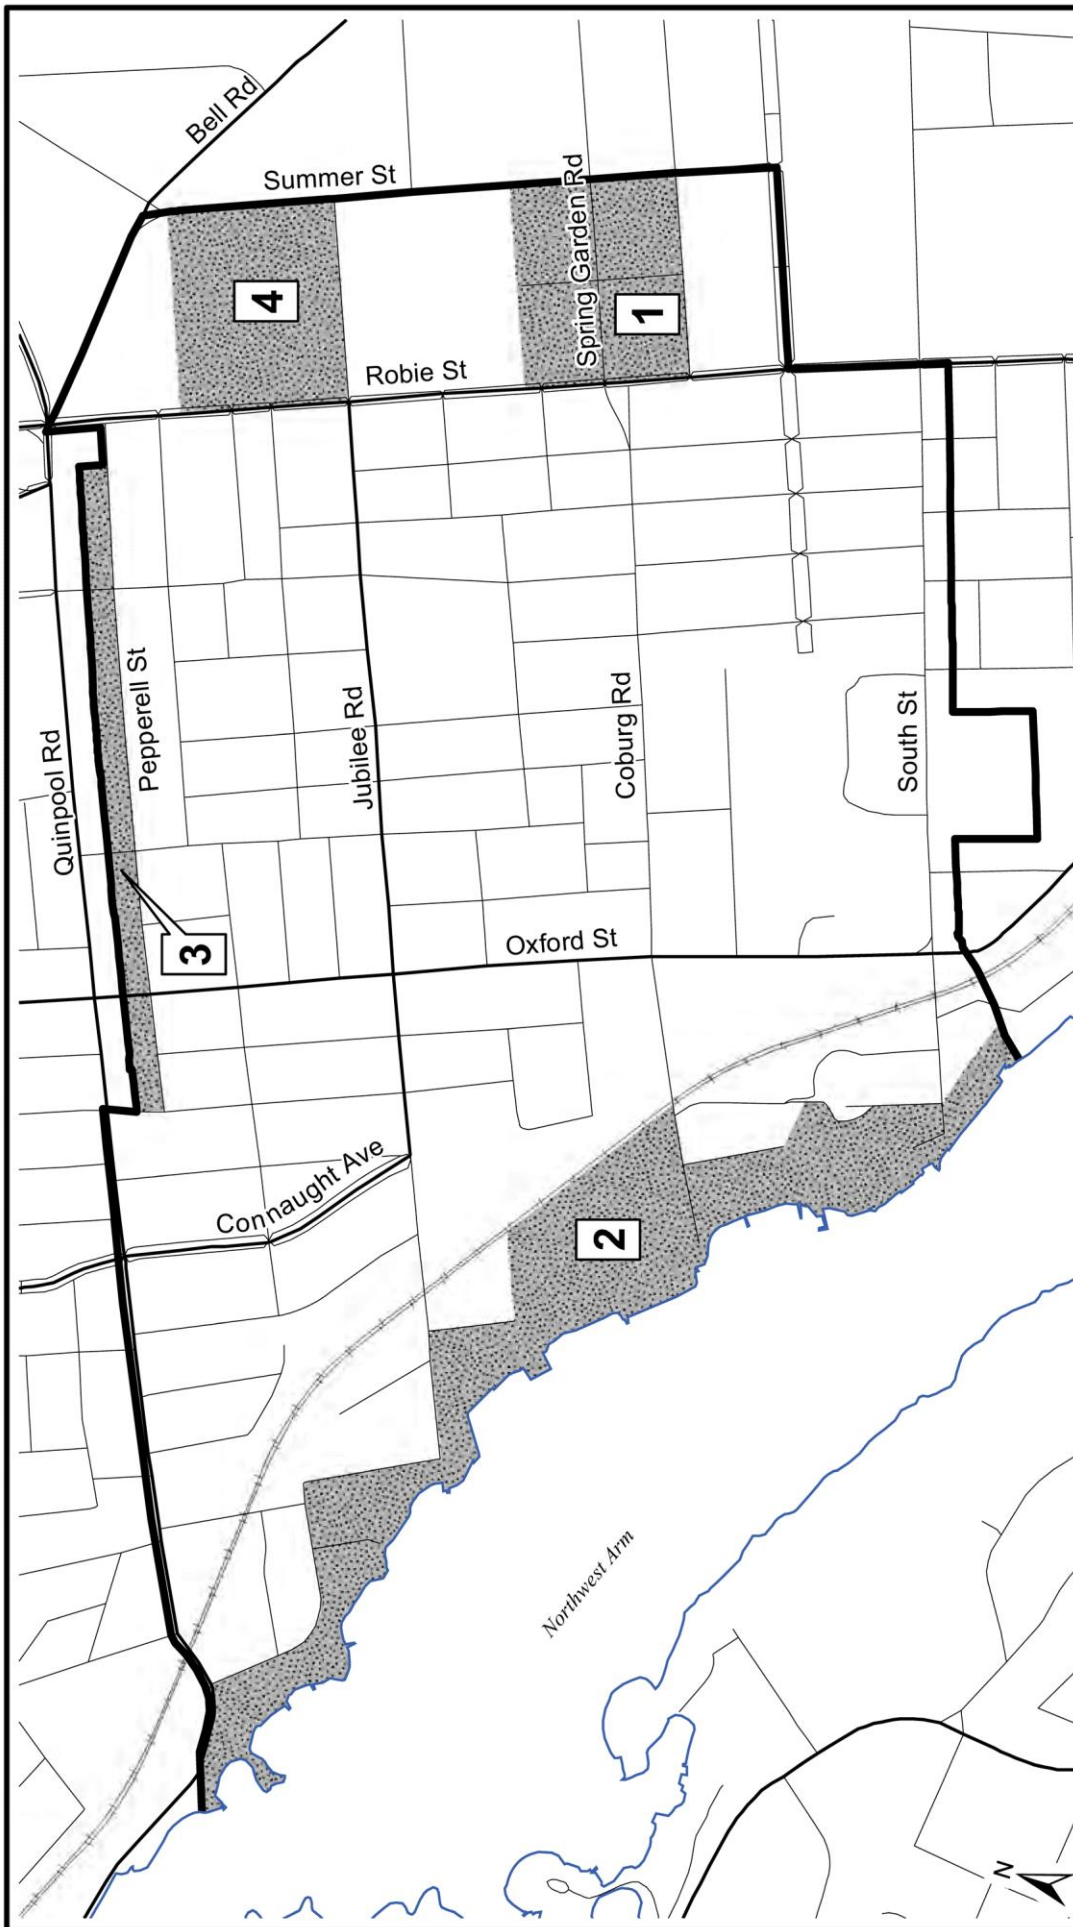 Bell Rd
Summer St
4
Spring Garden Rd
1
Robie St
Quinpool Rd
Pepperell St
Jubilee Rd
Coburg Rd
South St
3
Oxford St
Connaught Ave
2
Northwest Arm
N